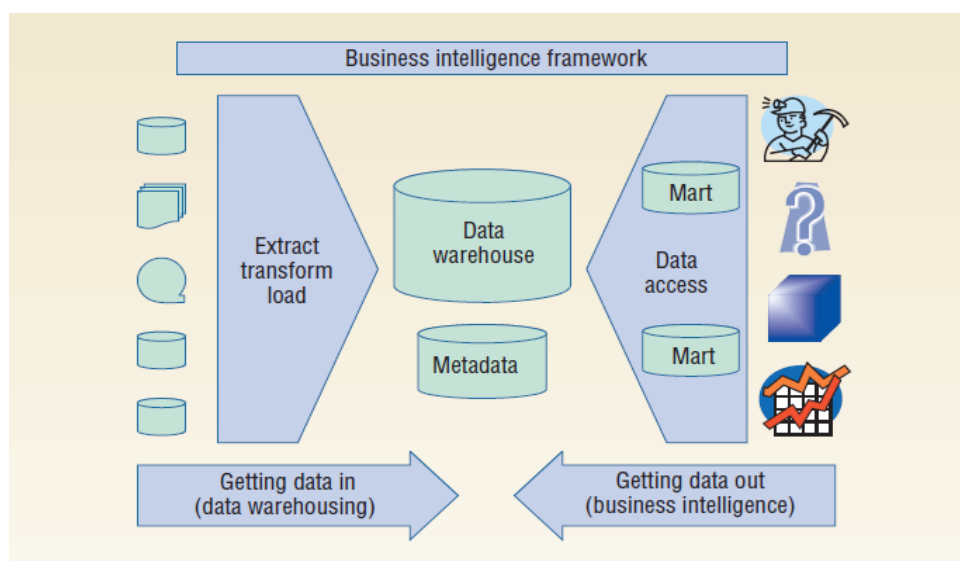 Business intelligence framework
Extract
transform
load
Data
warehouse
Metadata
Mart
Data
access
Mart
Getting data in
(data warehousing)
Getting data out
(business intelligence)